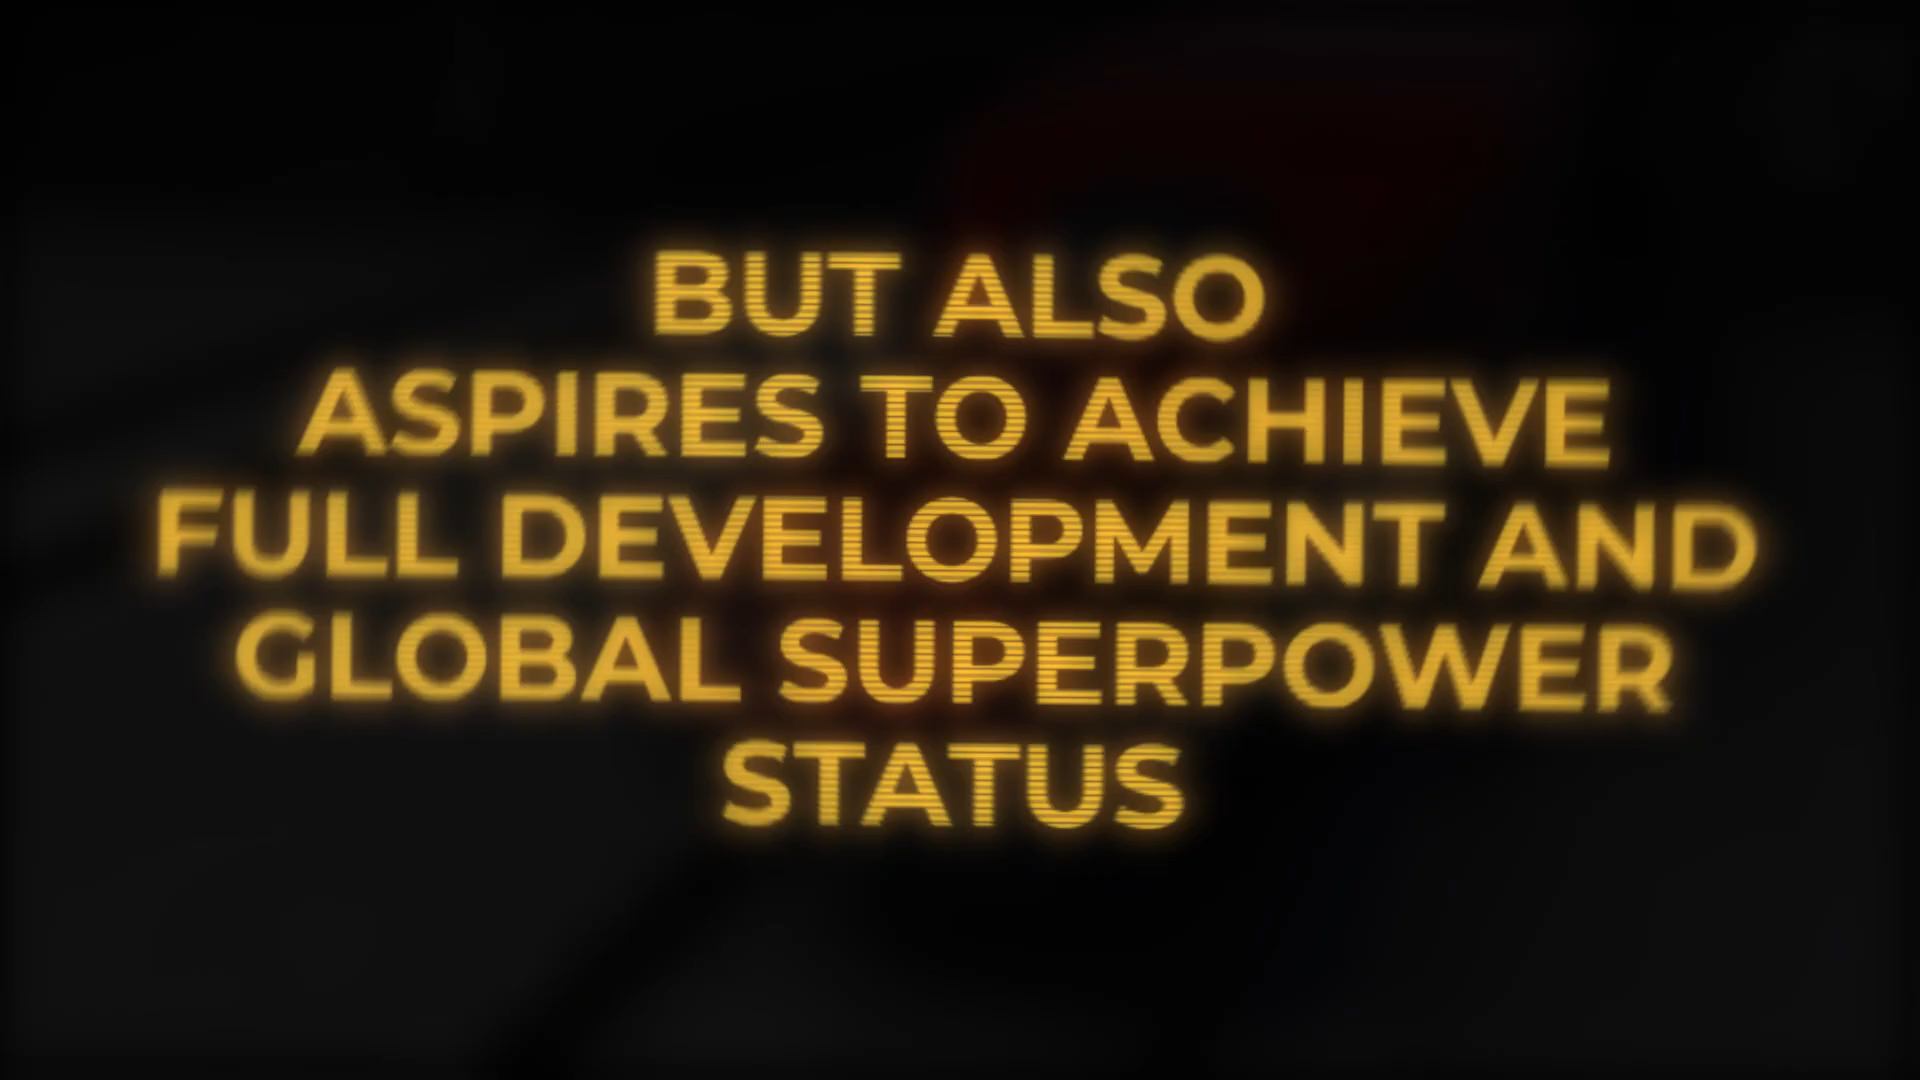 BUT ALSO
ASPIRES TO ACHIEVE
FULL DEVELOPMENT AND
GLOBAL SUPERPOWER
STATUS